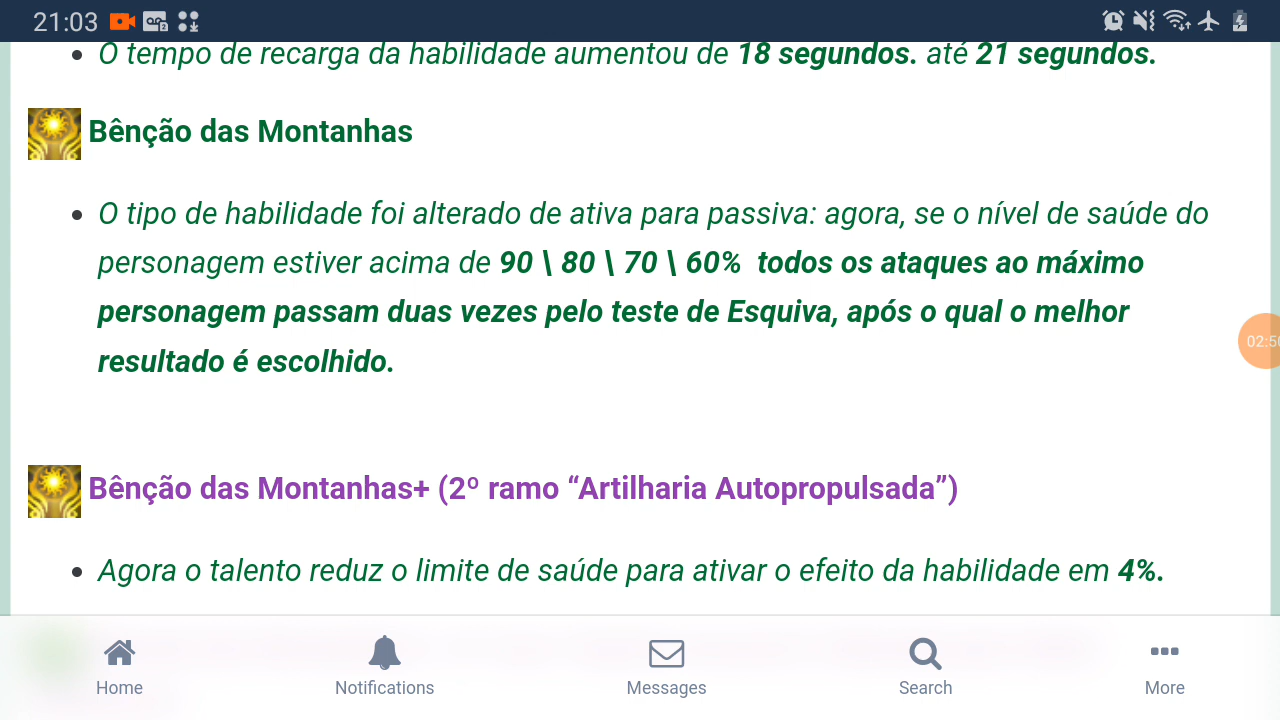 21:03
O tempo de recarga da habilidade aumentou de 18 segundos. até 21 segundos.
Bênção das Montanhas
O tipo de habilidade foi alterado de ativa para passiva: agora, se o nível de saúde do
personagem estiver acima de 90 \ 80 \ 70 \ 60% todos os ataques ao máximo
personagem passam duas vezes pelo teste de Esquiva, após o qual o melhor
resultado é escolhido.
Bênção das Montanhas+ (2º ramo “Artilharia Autopropulsada”)
Agora o talento reduz o limite de saúde para ativar o efeito da habilidade em 4%.
Home Notifications Messages Search More